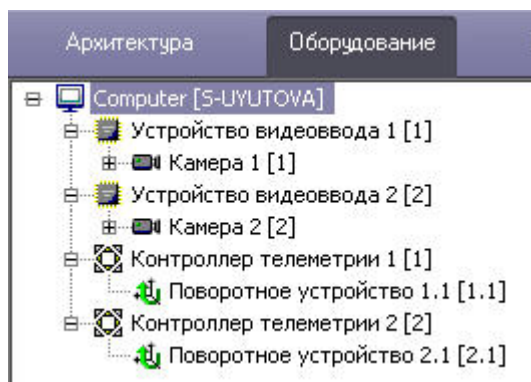 Архитектура Оборудование
Computer [S-UYUTOVA]
Устройство видеоввода 1 [1]
Камера 1 [1]
Устройство видеоввода 2 [2]
Камера 2 [2]
Контроллер телеметрии 1 [1]
Поворотное устройство 1.1 [1.1]
Контроллер телеметрии 2 [2]
Поворотное устройство 2.1 [2.1]